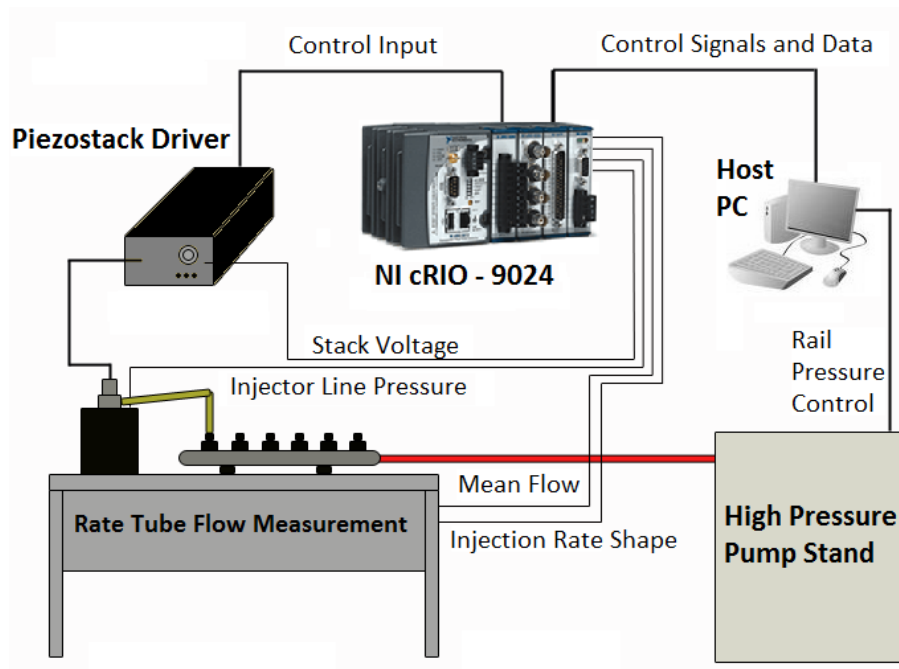 Control Input
Control Signals and Data
Piezostack Driver
Host
PC
NI cRIO - 9024
Stack Voltage
Injector Line Pressure
Rail
Pressure
Control
Mean Flow
Rate Tube Flow Measurement
Injection Rate Shape
High Pressure
Pump Stand